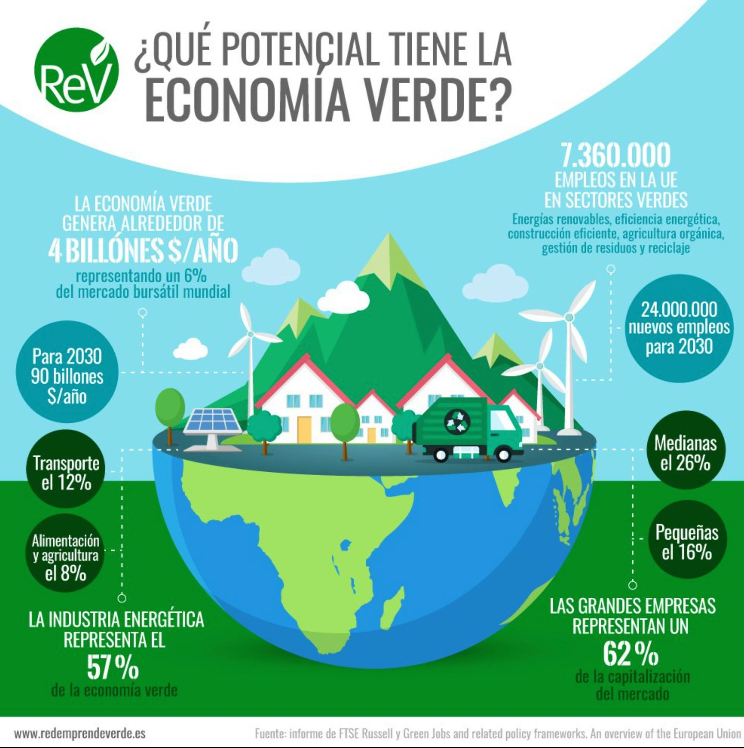 ReV
¿QUÉ POTENCIAL TIENE LA
ECONOMÍA VERDE?
LA ECONOMÍA VERDE
GENERA ALREDEDOR DE
4 BILLÓNES $/AÑO
representando un 6%
del mercado bursátil mundial
Para 2030
90 billones
$/año
7.360.000
EMPLEOS EN LA UE
EN SECTORES VERDES
Energías renovables, eficiencia energética,
construcción eficiente, agricultura orgánica,
gestión de residuos y reciclaje
24.000.000
nuevos empleos
para 2030
Transporte
el 12%
Alimentación
y agricultura
el 8%
LA INDUSTRIA ENERGÉTICA
REPRESENTA EL
57%
de la economía verde
Medianas
el 26%
Pequeñas
el 16%
LAS GRANDES EMPRESAS
REPRESENTAN UN
62%
de la capitalización
del mercado
www.redemprendeverde.es
Fuente: informe de FTSE Russell y Green Jobs and related policy frameworks. An overview of the European Union